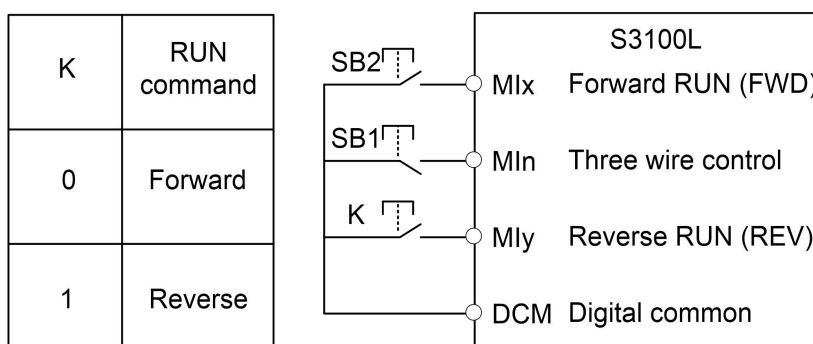 K RUN command
0 Forward
1 Reverse
S3100L
SB2 MIx Forward RUN (FWD)
SB1 MIn Three wire control
K MIy Reverse RUN (REV)
DCM Digital common